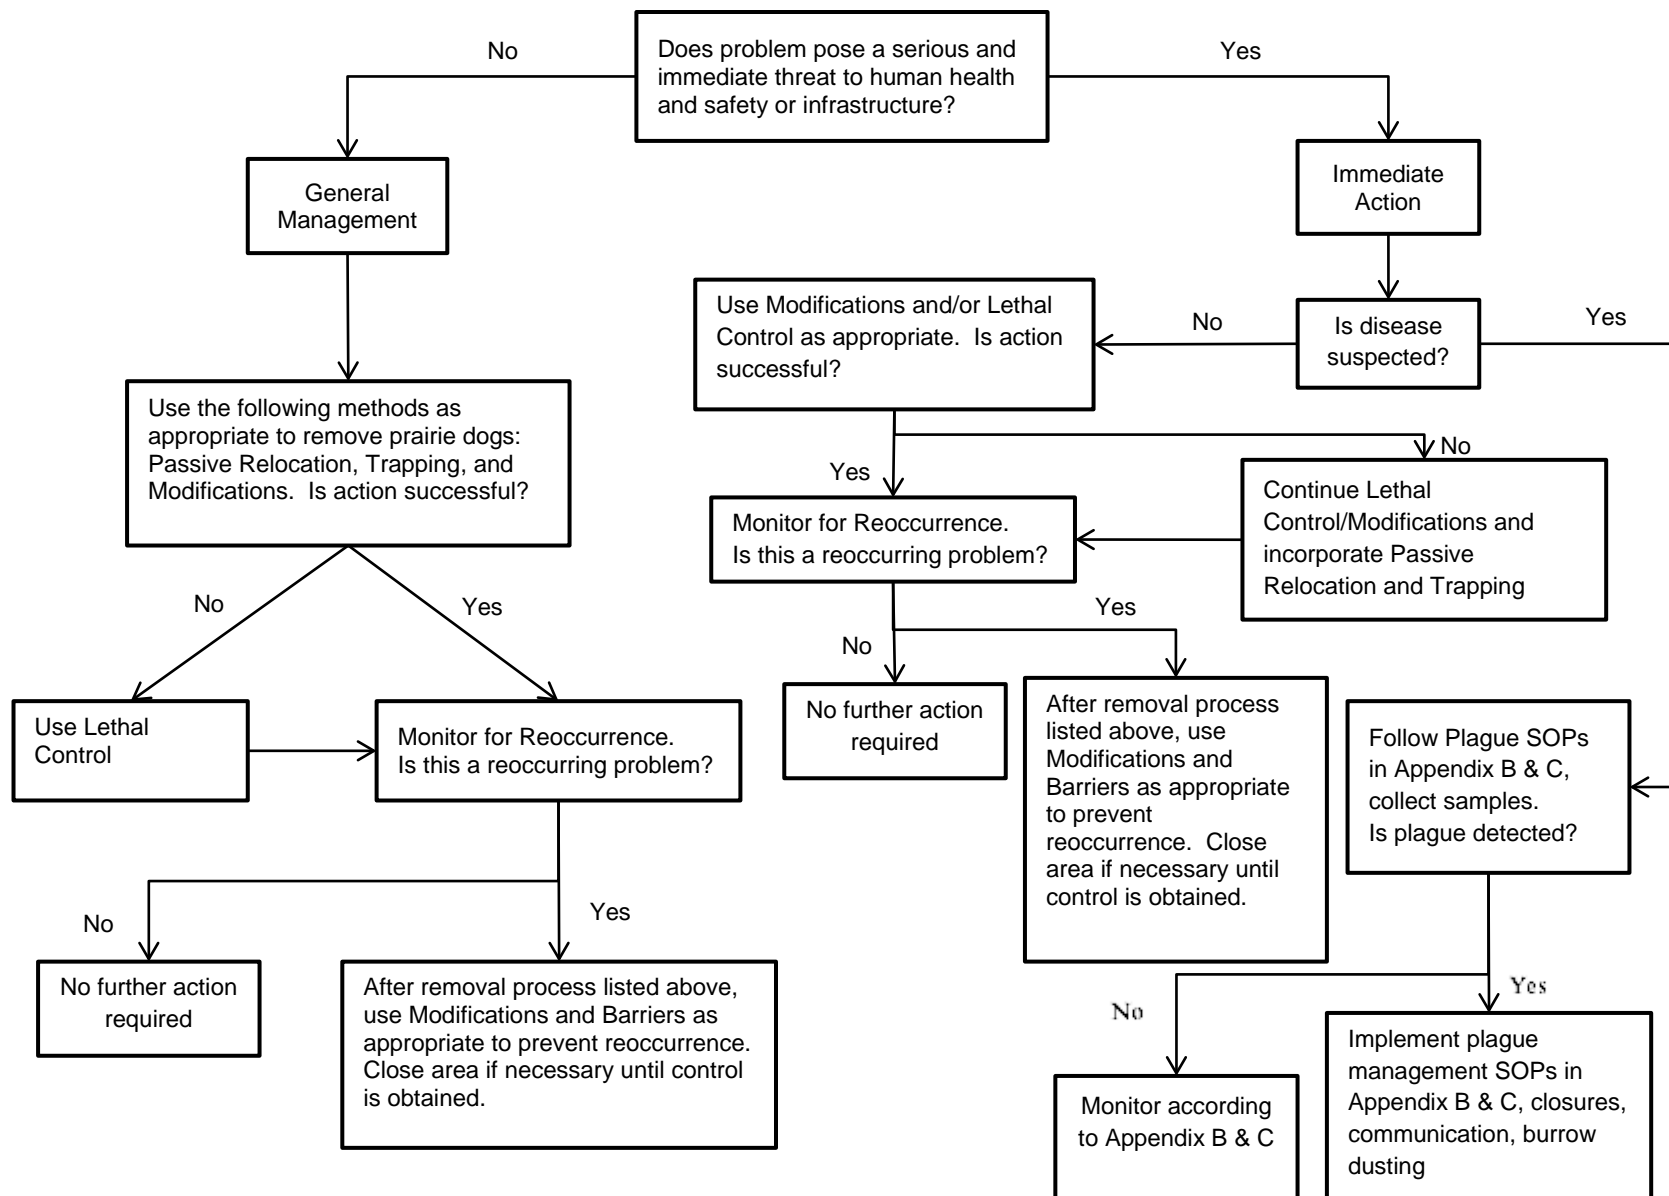 No
Does problem pose a serious and
immediate threat to human health
and safety or infrastructure?
Yes
General
Management
Immediate
Action
Use Modifications and/or Lethal
Control as appropriate.  Is action
successful?
No
Is disease
suspected?
Yes
Use the following methods as
appropriate to remove prairie dogs:
Passive Relocation, Trapping, and
Modifications.  Is action successful?
Yes
No
Monitor for Reoccurrence.
Is this a reoccurring problem?
Continue Lethal
Control/Modifications and
incorporate Passive
Relocation and Trapping
No
Yes
No
Yes
Use Lethal
Control
Monitor for Reoccurrence.
Is this a reoccurring problem?
No further action
required
After removal process
listed above, use
Modifications and
Barriers as appropriate
to prevent
reoccurrence.  Close
area if necessary until
control is obtained.
Follow Plague SOPs
in Appendix B & C,
collect samples.
Is plague detected?
No
Yes
No further action
required
After removal process listed above,
use Modifications and Barriers as
appropriate to prevent reoccurrence.
Close area if necessary until control
is obtained.
No
Yes
Monitor according
to Appendix B & C
Implement plague
management SOPs in
Appendix B & C, closures,
communication, burrow
dusting